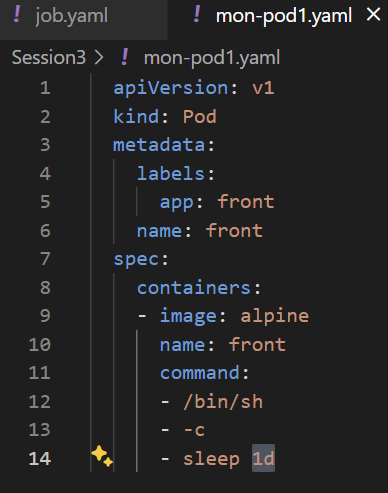 ! job.yaml ! mon-pod1.yaml ×
Session3 > ! mon-pod1.yaml
1 apiVersion: v1
2 kind: Pod
3 metadata:
4   labels:
5     app: front
6   name: front
7 spec:
8   containers:
9   - image: alpine
10     name: front
11     command:
12     - /bin/sh
13     - -c
14     - sleep 1d